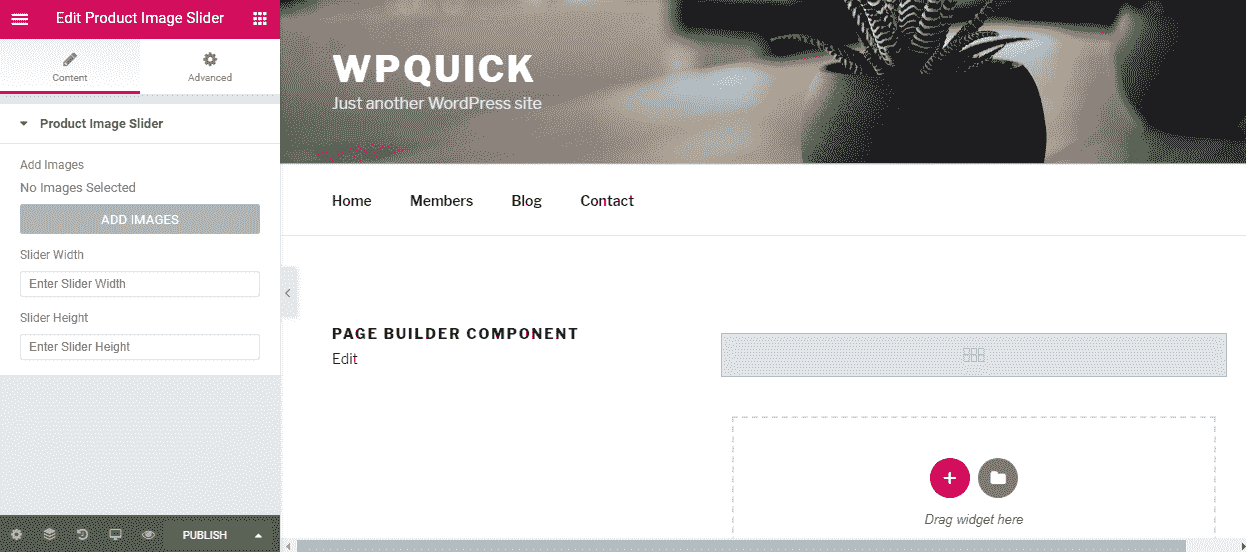 Edit Product Image Slider
Content
Advanced
Product Image Slider
Add Images
No Images Selected
ADD IMAGES
Slider Width
Enter Slider Width
Slider Height
Enter Slider Height
PUBLISH
WPQUICK
Just another WordPress site
Home Members Blog Contact
PAGE BUILDER COMPONENT
Edit
Drag widget here